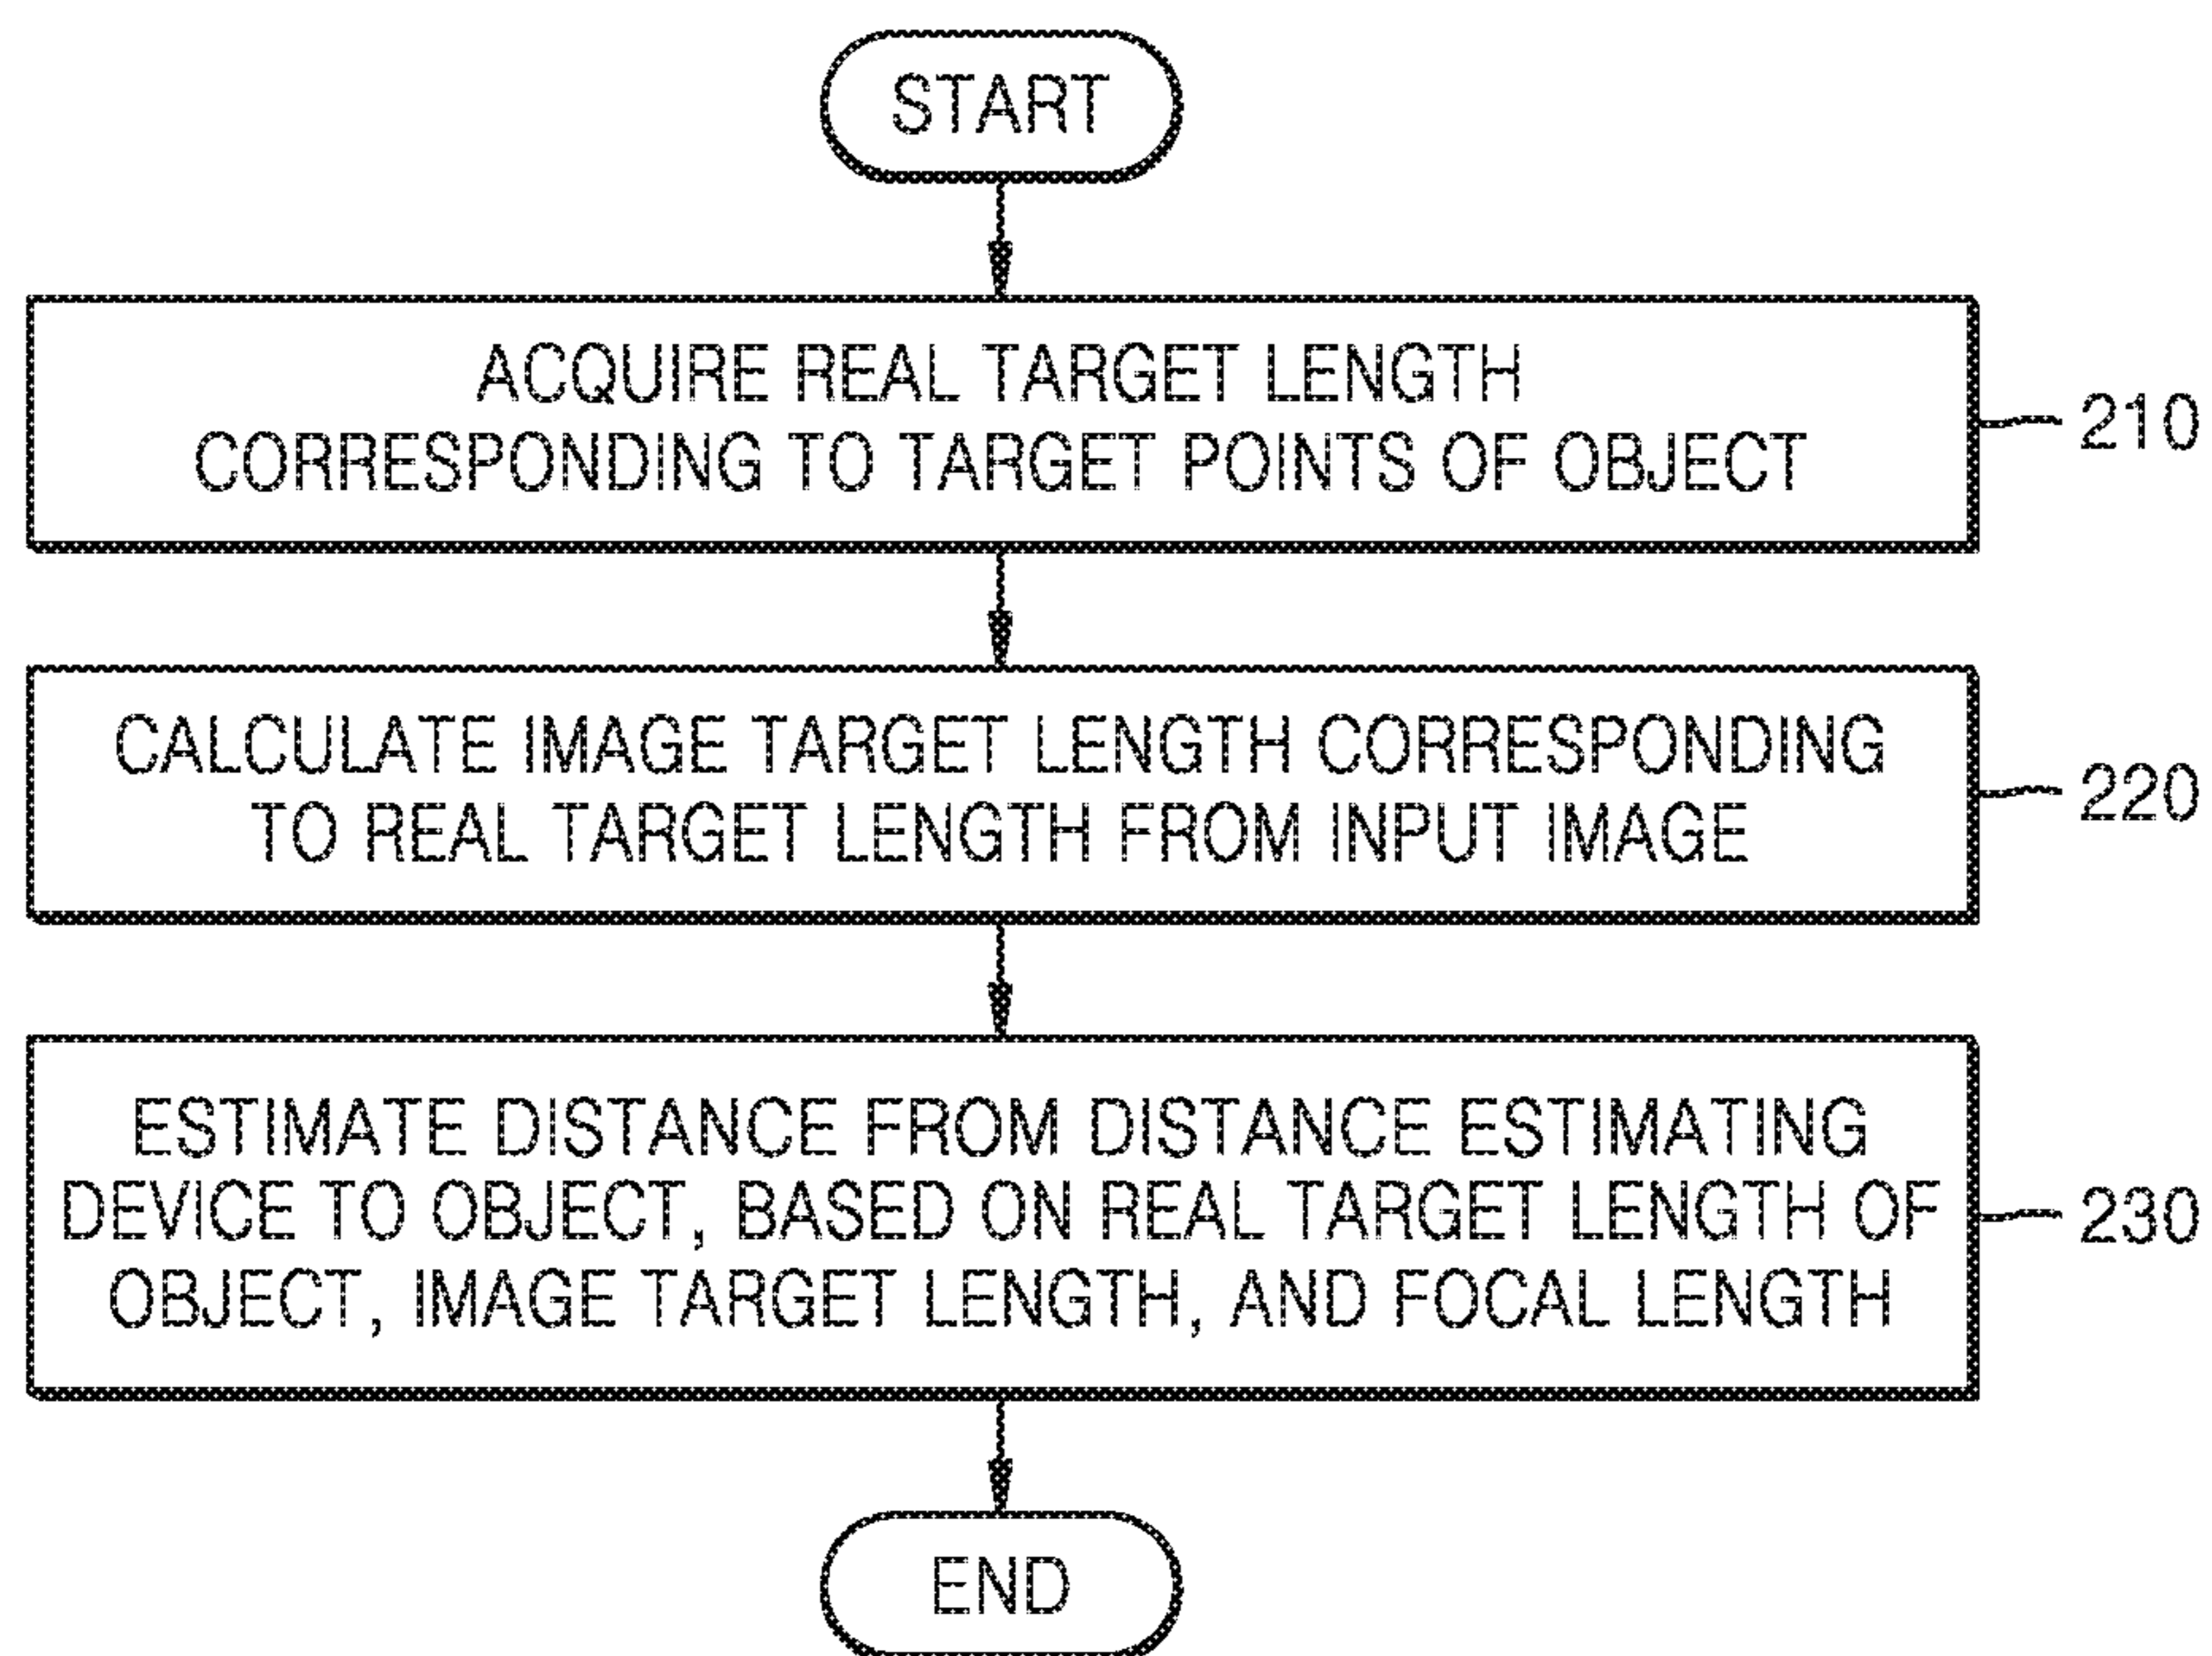 START
ACQUIRE REAL TARGET LENGTH
CORRESPONDING TO TARGET POINTS OF OBJECT
210
CALCULATE IMAGE TARGET LENGTH CORRESPONDING
TO REAL TARGET LENGTH FROM INPUT IMAGE
220
ESTIMATE DISTANCE FROM DISTANCE ESTIMATING
DEVICE TO OBJECT, BASED ON REAL TARGET LENGTH OF
OBJECT, IMAGE TARGET LENGTH, AND FOCAL LENGTH
230
END